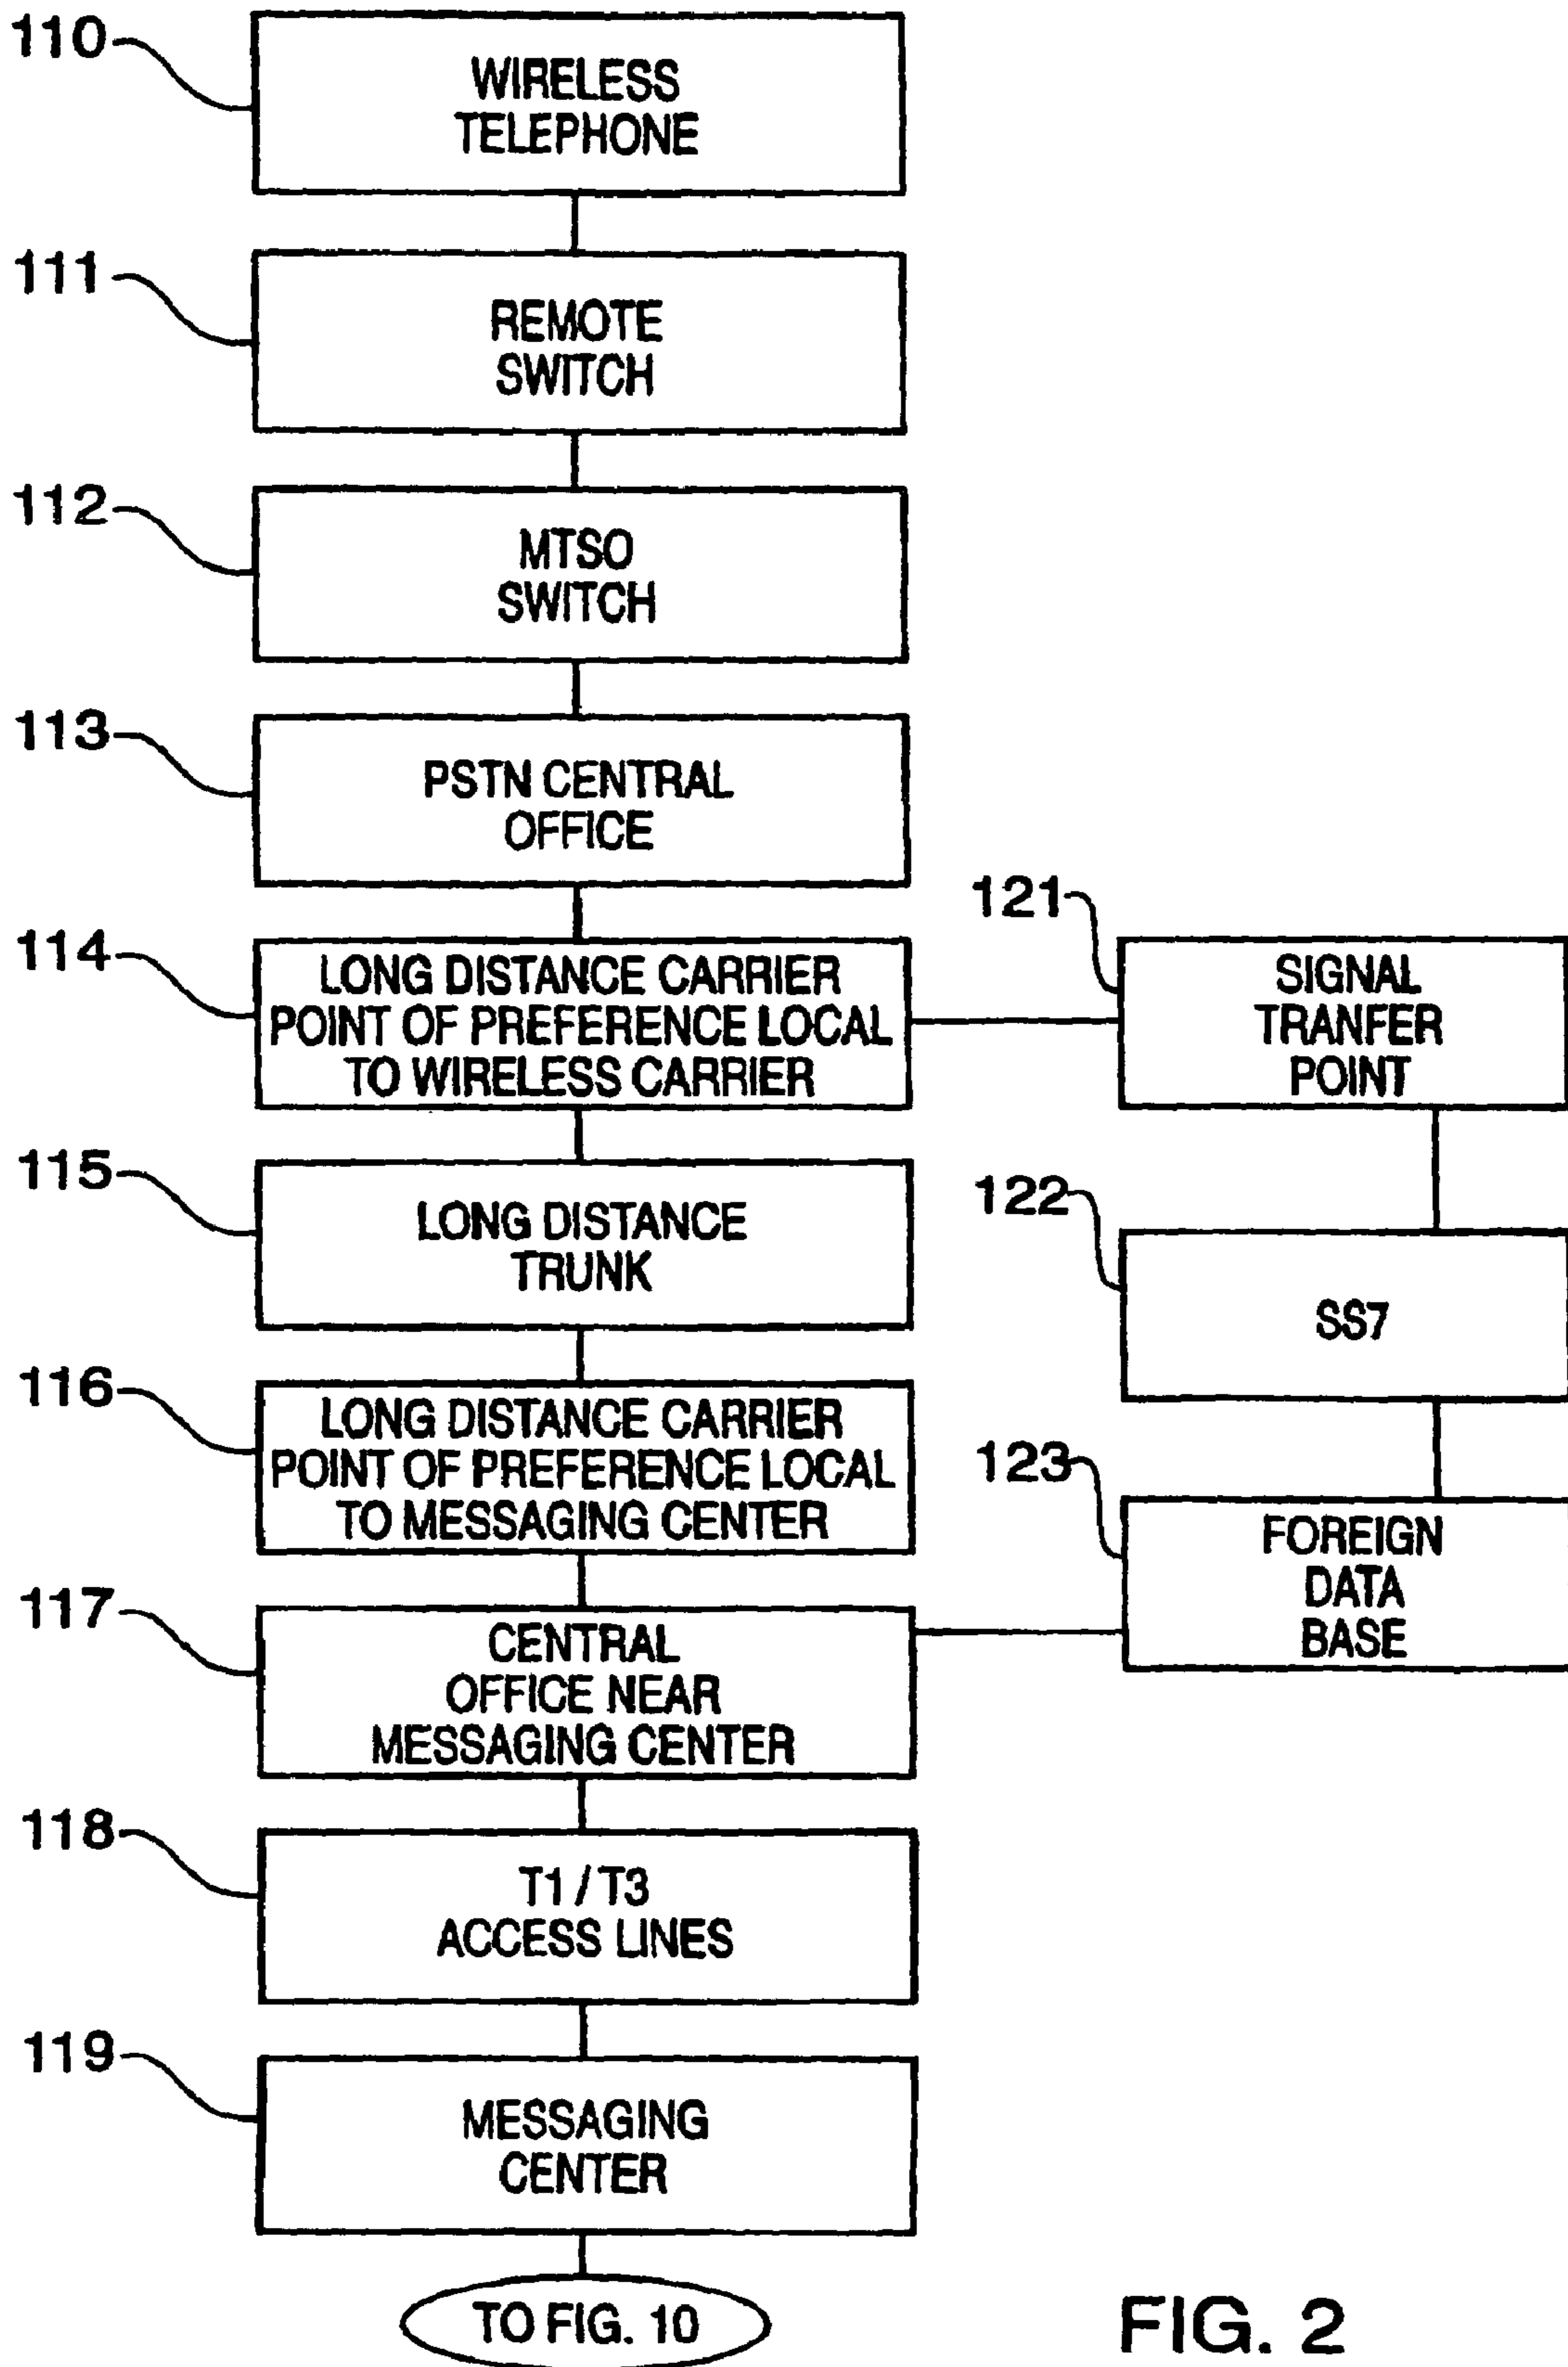 110
WIRELESS
TELEPHONE
111
REMOTE
SWITCH
112
MTSO
SWITCH
113
PSTN CENTRAL
OFFICE
114
LONG DISTANCE CARRIER
POINT OF PREFERENCE LOCAL
TO WIRELESS CARRIER
121
SIGNAL
TRANFER
POINT
115
LONG DISTANCE
TRUNK
122
SS7
116
LONG DISTANCE CARRIER
POINT OF PREFERENCE LOCAL
TO MESSAGING CENTER
123
FOREIGN
DATA
BASE
117
CENTRAL
OFFICE NEAR
MESSAGING CENTER
118
T1 / T3
ACCESS LINES
119
MESSAGING
CENTER
TO FIG. 10
FIG. 2